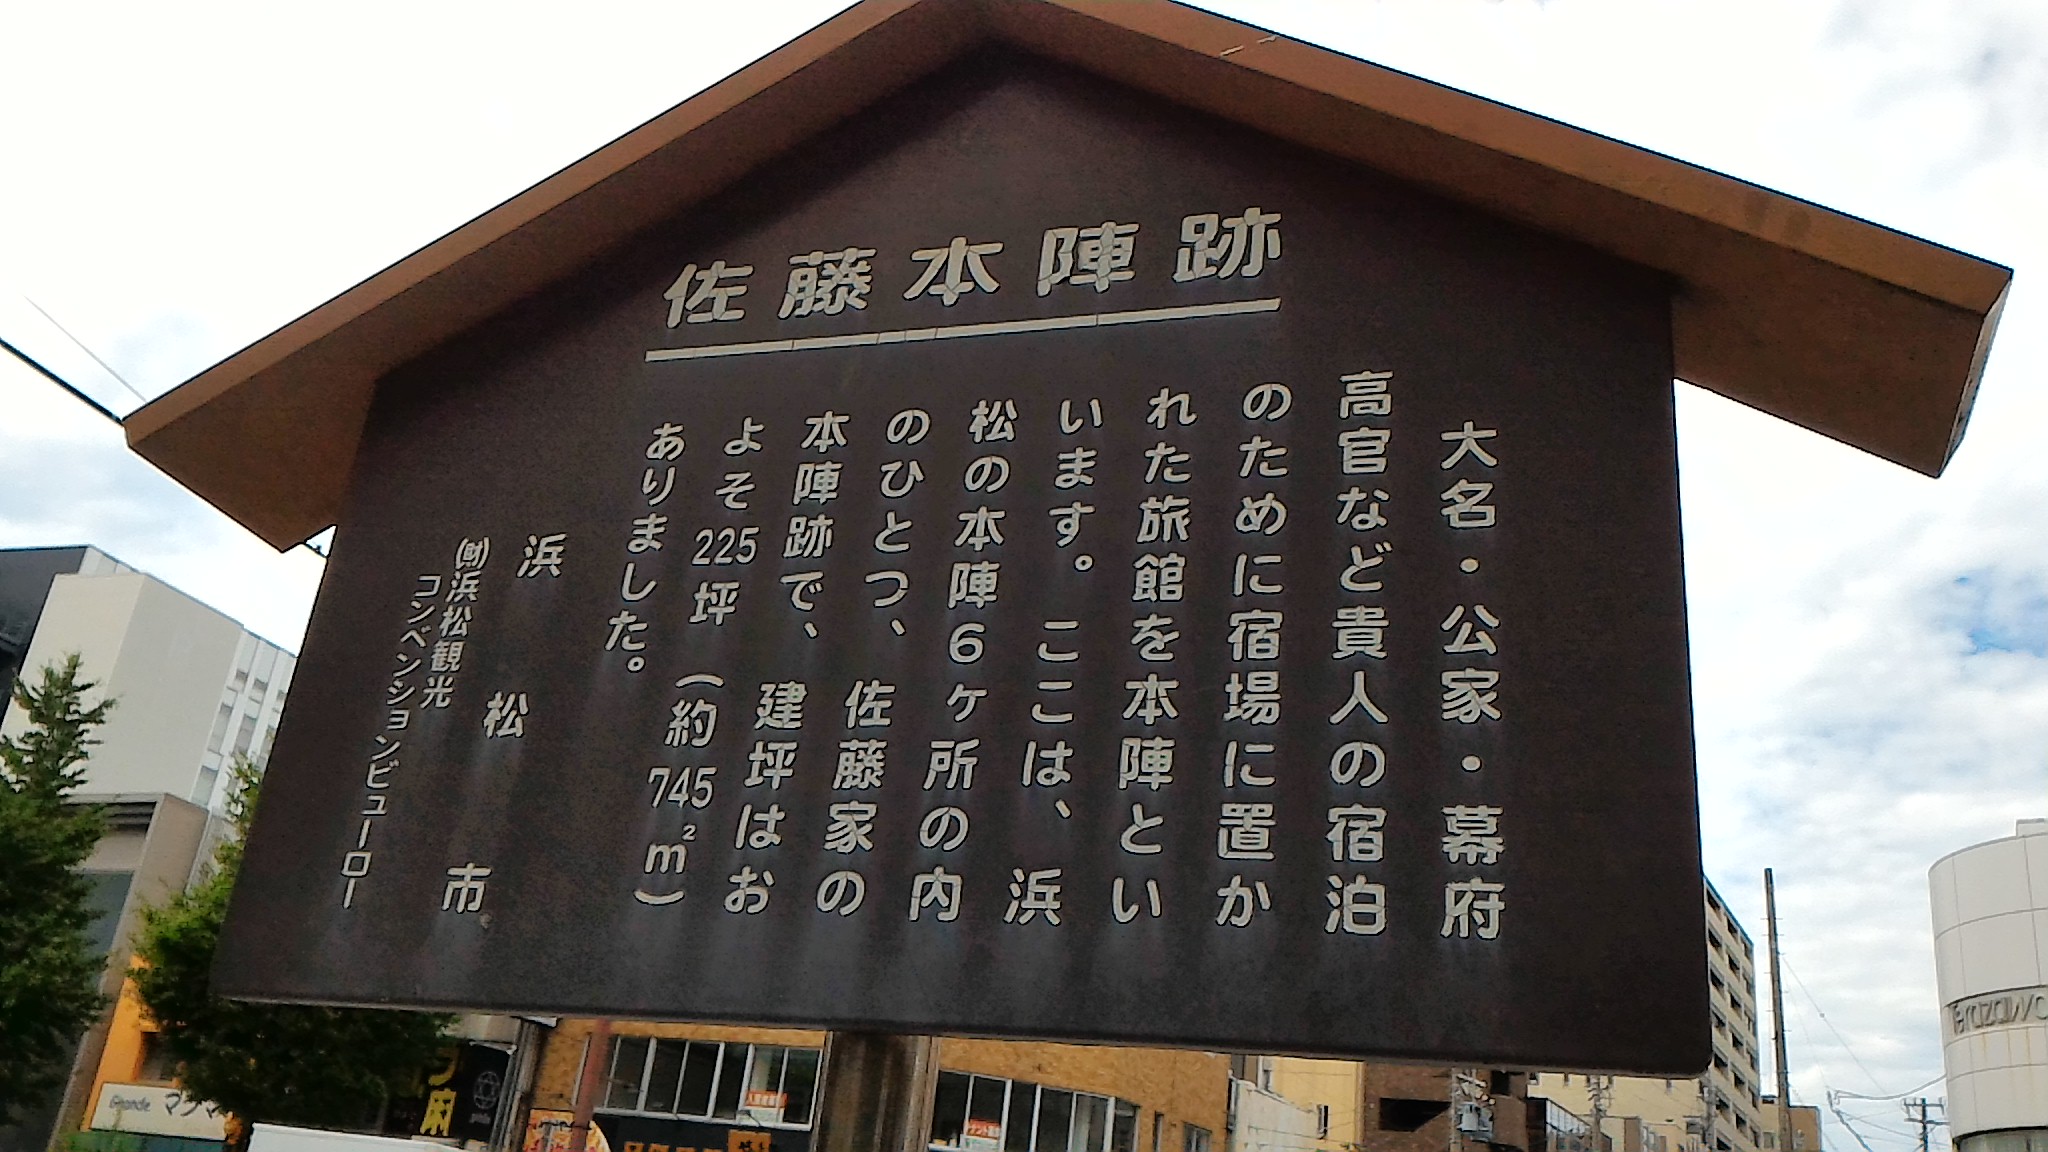 佐藤本陣跡
大名・公家・幕府
高官など貴人の宿泊
のために宿場に置か
れた旅館を本陣とい
います。ここは、浜
松の本陣6ヶ所の内
のひとつ、佐藤家の
本陣跡で、建坪はお
よそ225坪（約745㎡）
ありました。
浜松市
㈶浜松観光
コンベンションビューロー
Grande